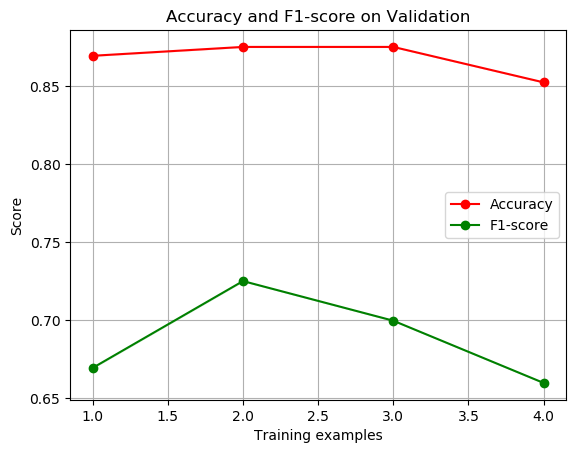 Accuracy and F1-score on Validation
Score
0.85
0.80
0.75
0.70
0.65
Accuracy
F1-score
1.0 1.5 2.0 2.5 3.0 3.5 4.0
Training examples